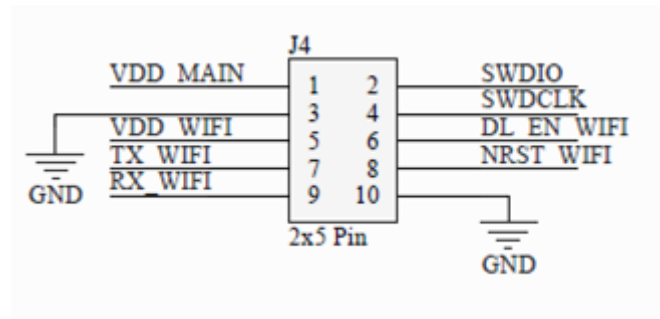 J4
VDD_MAIN 1 2 SWDIO
3 4 SWDCLK
VDD_WIFI 5 6 DL_EN_WIFI
TX_WIFI 7 8 NRST_WIFI
RX_WIFI 9 10
GND
2x5 Pin
GND